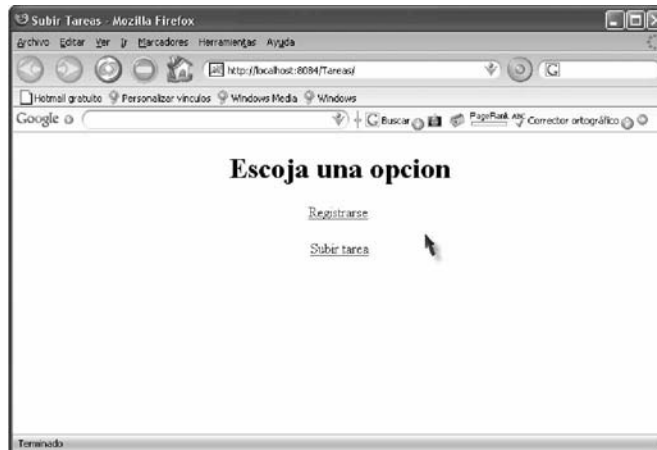 Subir Tareas - Mozilla Firefox
Archivo Editar Ver Ir Marcadores Herramientas Ayuda
http://localhost:8084/Tareas/ G
Hotmail gratuito Personalizar vínculos Windows Media Windows
Google G Buscar PageRank ABC Corrector ortográfico
Escoja una opcion
Registrarse
Subir tarea
Terminado